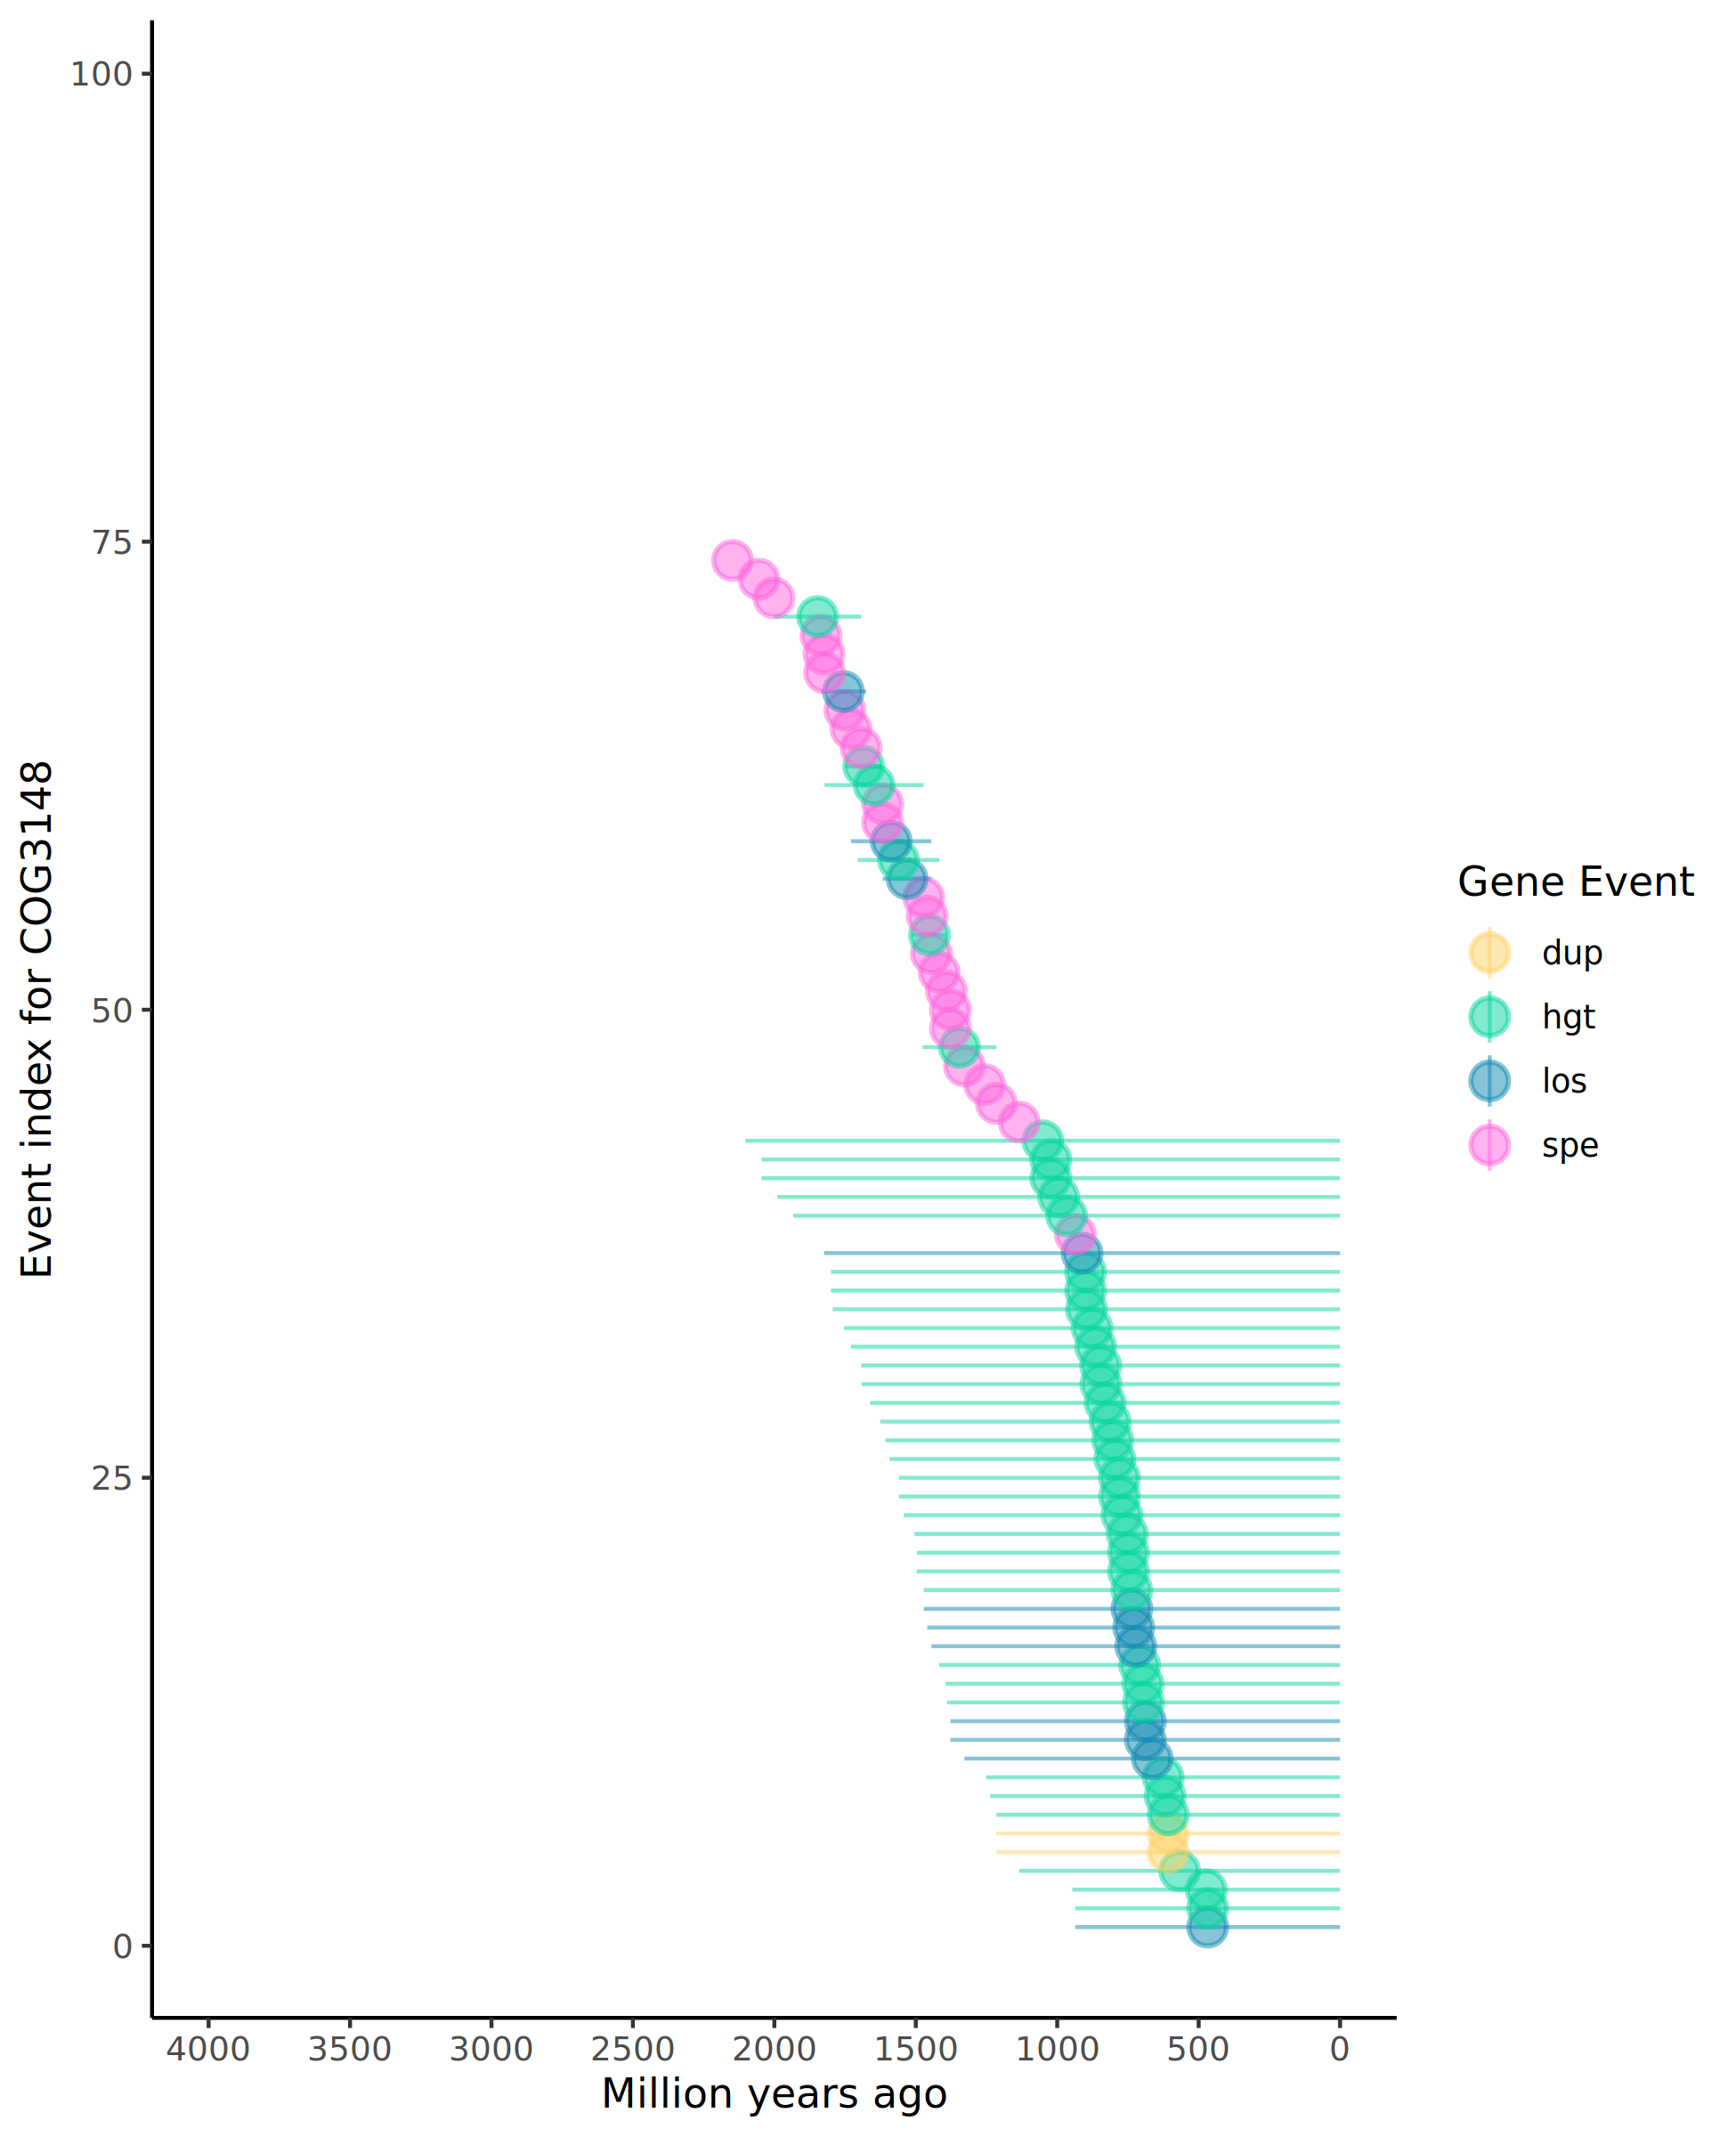 Event index for COG3148
100
75
50
25
0
4000 3500 3000 2500 2000 1500 1000 500 0
Million years ago
Gene Event
dup
hgt
los
spe